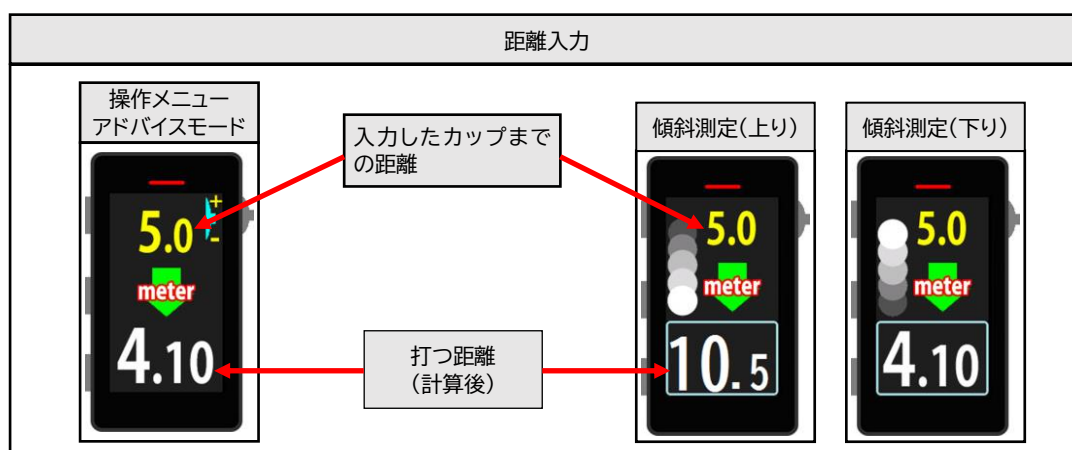 距離入力
操作メニュー
アドバイスモード
入力したカップまで
の距離
傾斜測定(上り)
傾斜測定(下り)
5.0
+
-
meter
4.10
打つ距離
（計算後）
5.0
meter
10.5
5.0
meter
4.10